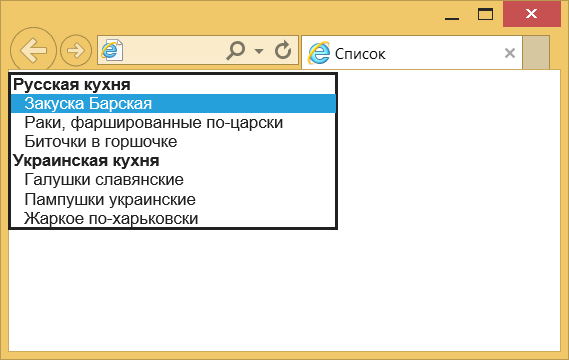 Список
Русская кухня
Закуска Барская
Раки, фаршированные по-царски
Биточки в горшочке
Украинская кухня
Галушки славянские
Пампушки украинские
Жаркое по-харьковски